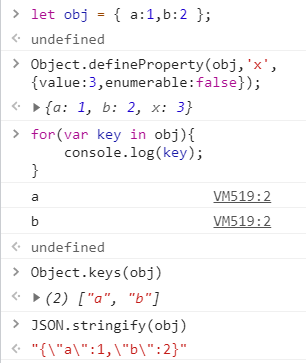 > let obj = { a:1,b:2 };
undefined
> Object.defineProperty(obj,'x',
{value:3,enumerable:false});
▶{a: 1, b: 2, x: 3}
> for(var key in obj){
console.log(key);
}
a VM519:2
b VM519:2
undefined
> Object.keys(obj)
▶(2) ["a", "b"]
> JSON.stringify(obj)
"{\"a\":1,\"b\":2}"